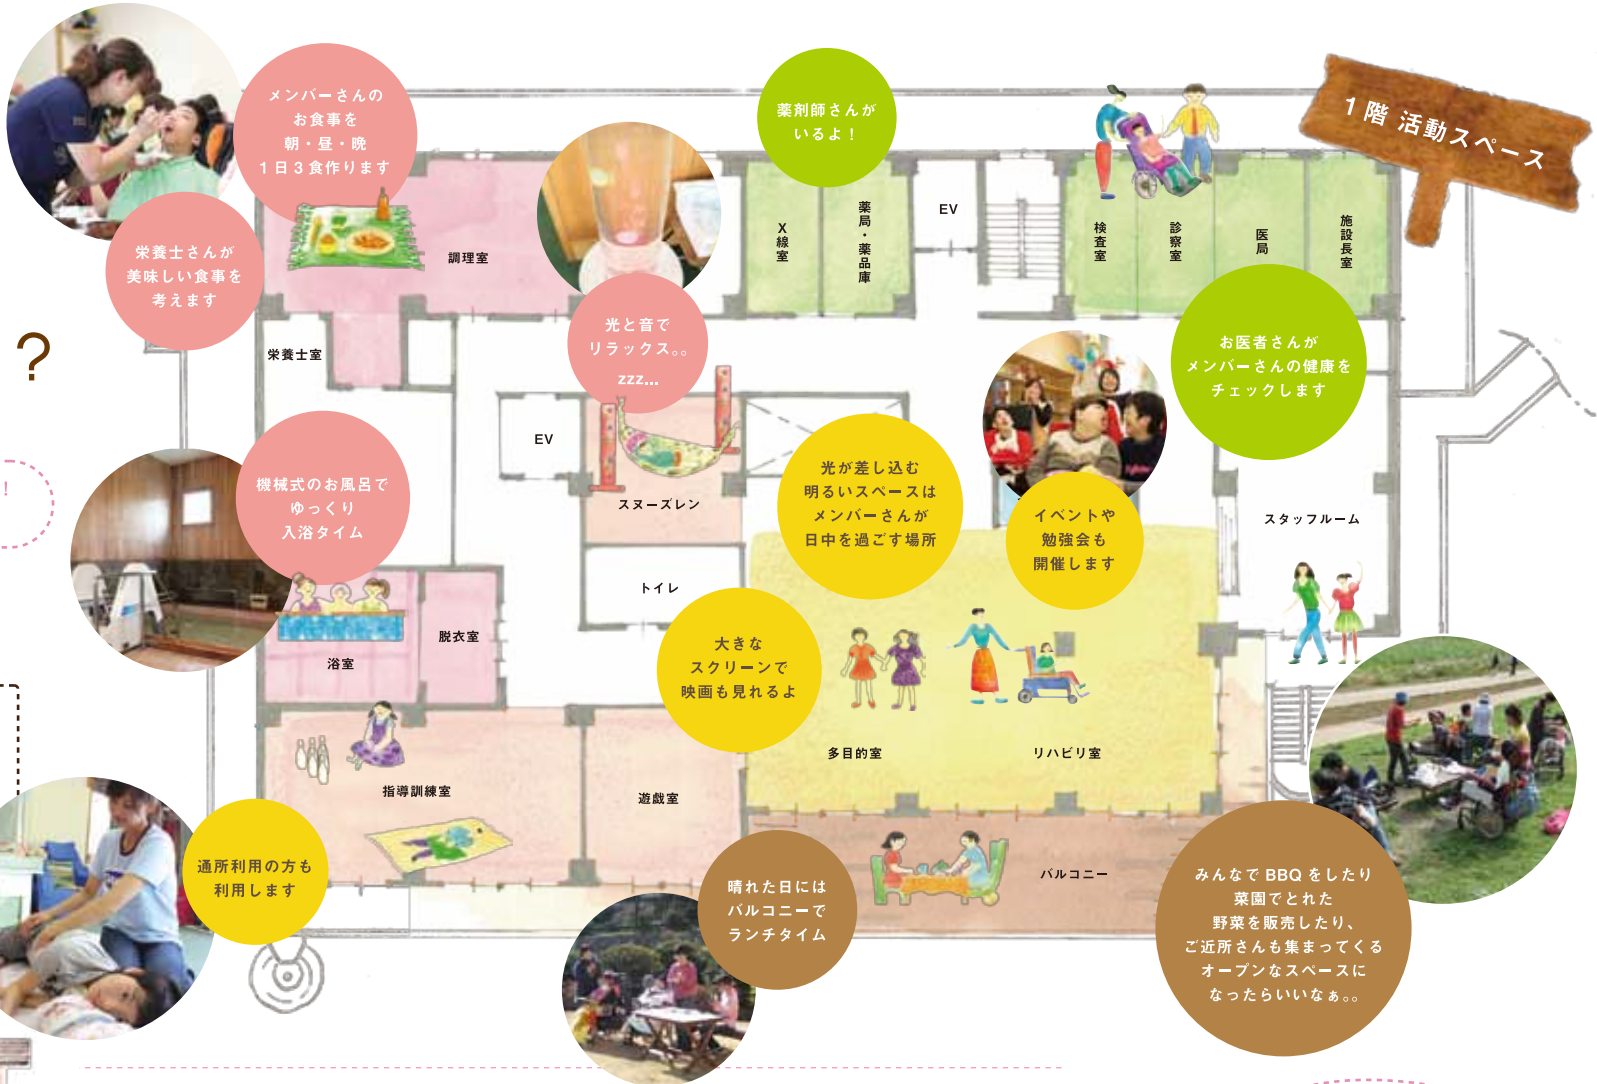 1階 活動スペース
メンバーさんの
お食事を
朝・昼・晩
1日3食作ります
薬剤師さんが
いるよ！
栄養士さんが
美味しい食事を
考えます
調理室
X線室
薬局・薬品庫
EV
検査室
診察室
医局
施設長室
光と音で
リラックス。。
zzz...
お医者さんが
メンバーさんの健康を
チェックします
?
栄養士室
EV
スヌーズレン
光が差し込む
明るいスペースは
メンバーさんが
日中を過ごす場所
イベントや
勉強会も
開催します
スタッフルーム
！
機械式のお風呂で
ゆっくり
入浴タイム
トイレ
脱衣室
浴室
大きな
スクリーンで
映画も見れるよ
多目的室
リハビリ室
指導訓練室
遊戯室
バルコニー
通所利用の方も
利用します
晴れた日には
バルコニーで
ランチタイム
みんなで BBQ をしたり
菜園でとれた
野菜を販売したり、
ご近所さんも集まってくる
オープンなスペースに
なったらいいなぁ。。